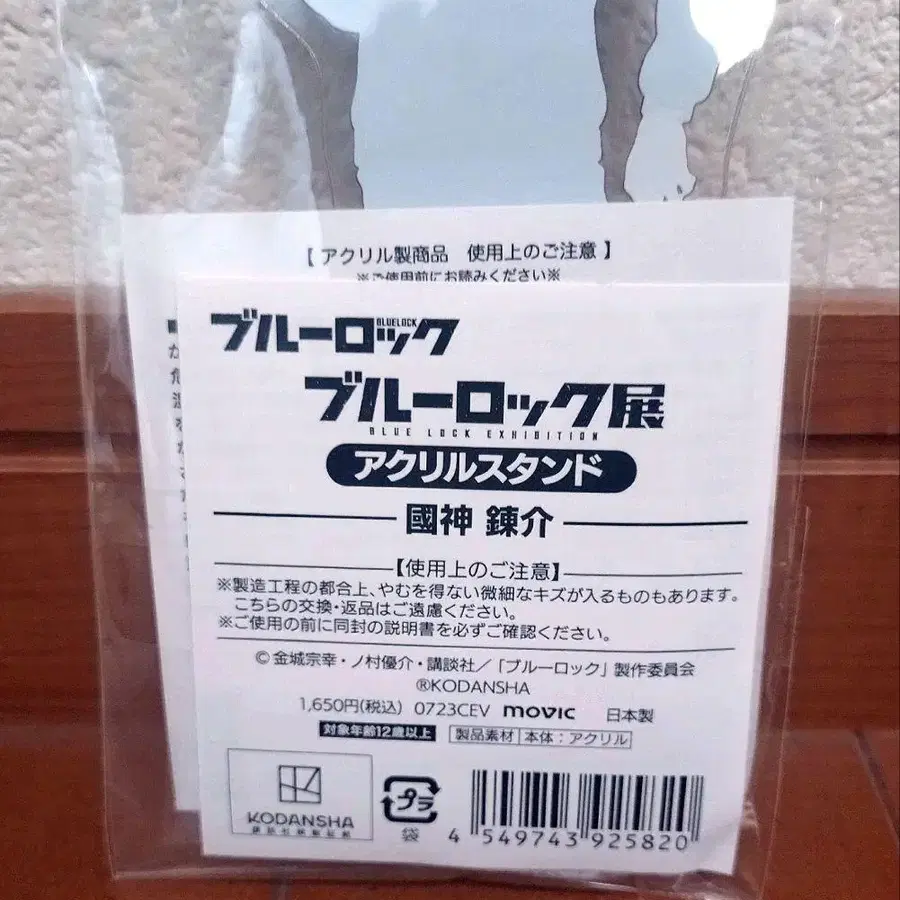 【 アクリル製商品　使用上のご注意 】
※ご使用前にお読みください※
ブルーロック
BLUELOCK
ブルーロック展
BLUE LOCK EXHIBITION
アクリルスタンド
國神 錬介
【使用上のご注意】
※製造工程の都合上、やむを得ない微細なキズが入るものもあります。
こちらの交換・返品はご遠慮ください。
※ご使用の前に同封の説明書を必ずご確認ください。
© 金城宗幸・ノ村優介・講談社／「ブルーロック」製作委員会
®KODANSHA
1,650円(税込) 0723CEV movic 日本製
対象年齢12歳以上 製品素材 本体：アクリル
KODANSHA
プラ
袋
4 549743 925820